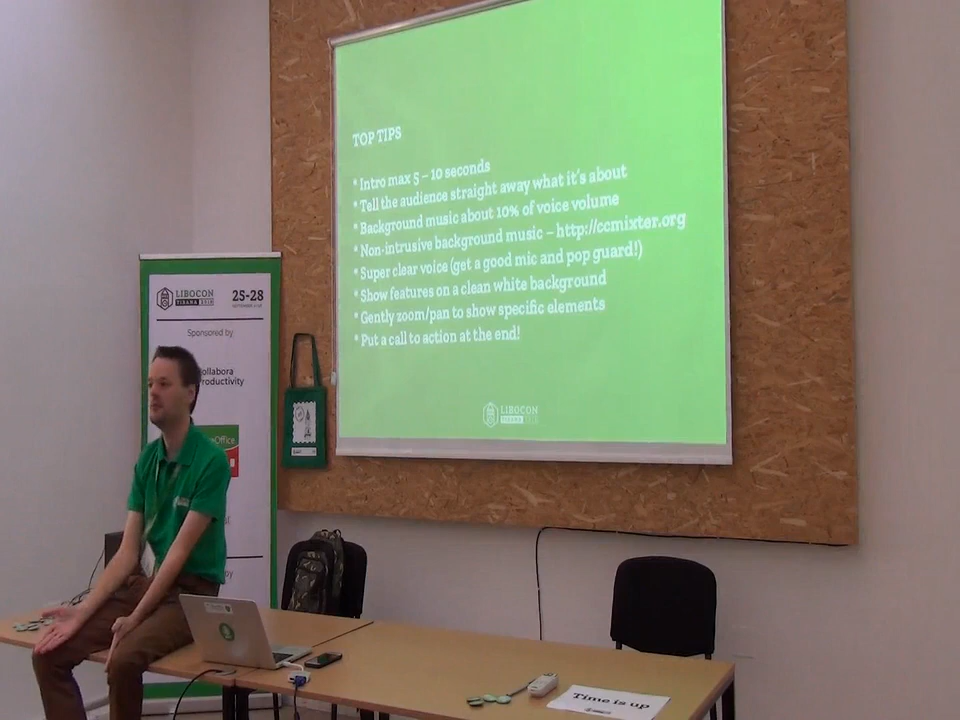 TOP TIPS
* Intro max 5 – 10 seconds
* Tell the audience straight away what it's about
* Background music about 10% of voice volume
* Non-intrusive background music – http://ccmixter.org
* Super clear voice (get a good mic and pop guard!)
* Show features on a clean white background
* Gently zoom/pan to show specific elements
* Put a call to action at the end!
LIBOCON
LIBOCON
TIRANA 2018
25-28
Sponsored by
ollabora
roductivity
eOffice
Time is up